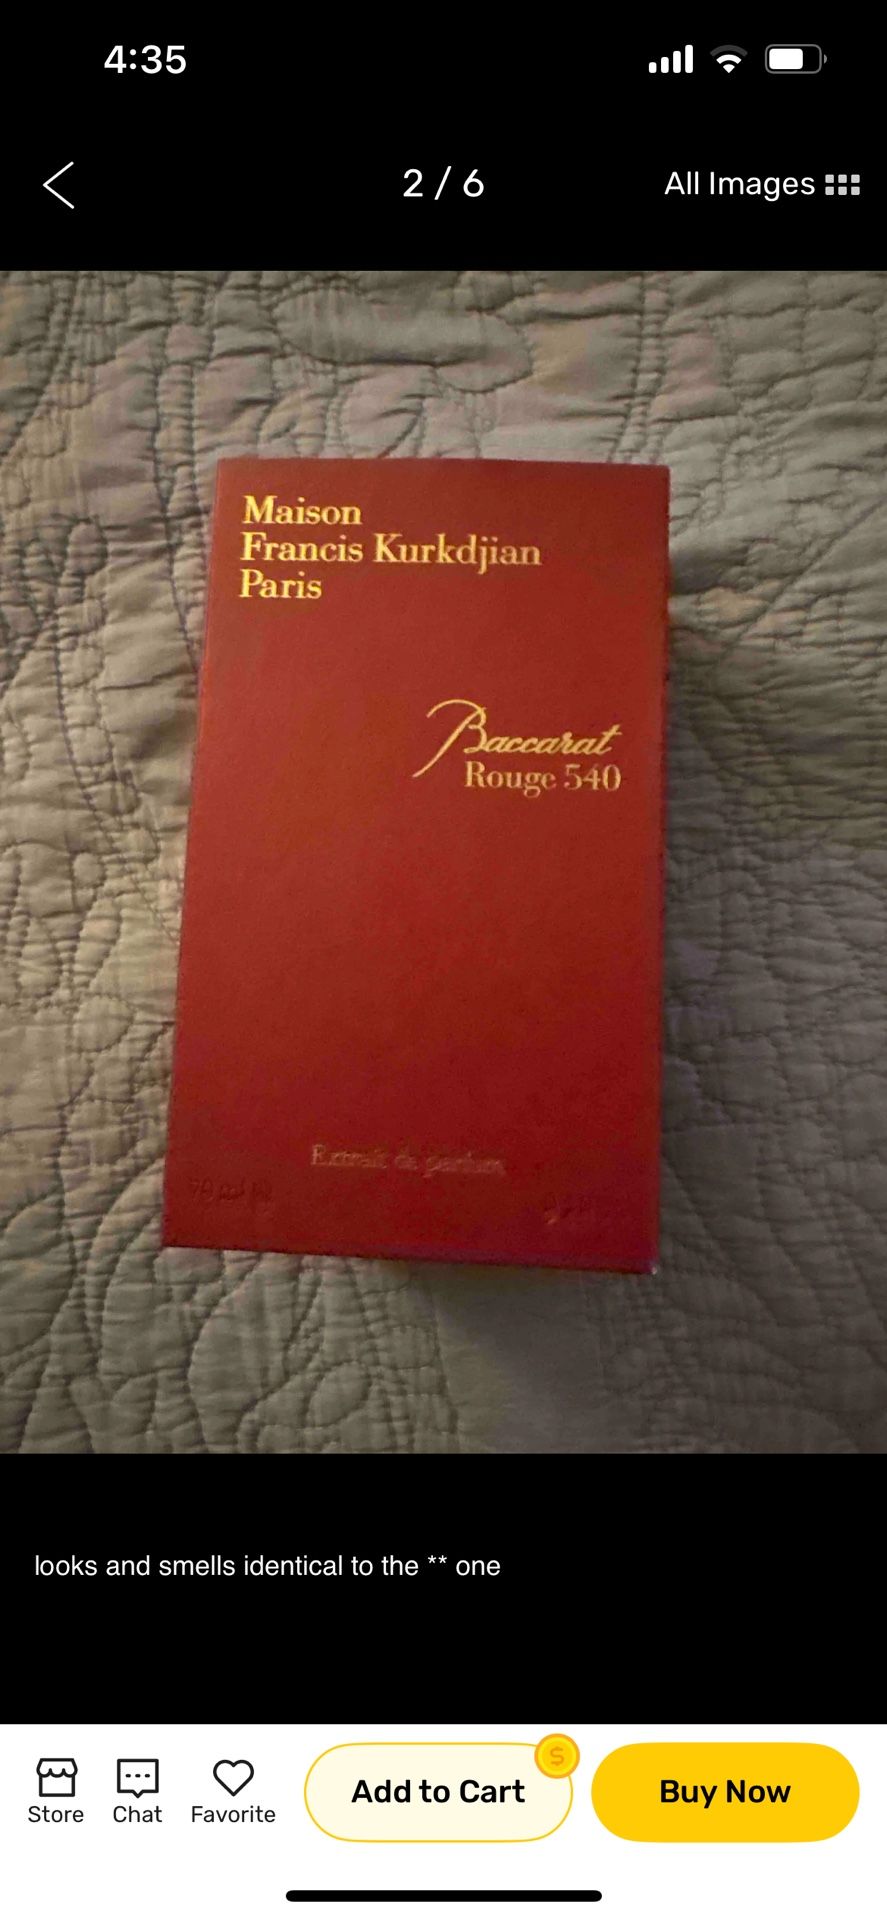 4:35
2 / 6
All Images
Maison
Francis Kurkdjian
Paris
Baccarat
Rouge 540
Extrait de parfum
looks and smells identical to the ** one
Store
Chat
Favorite
Add to Cart
$
Buy Now